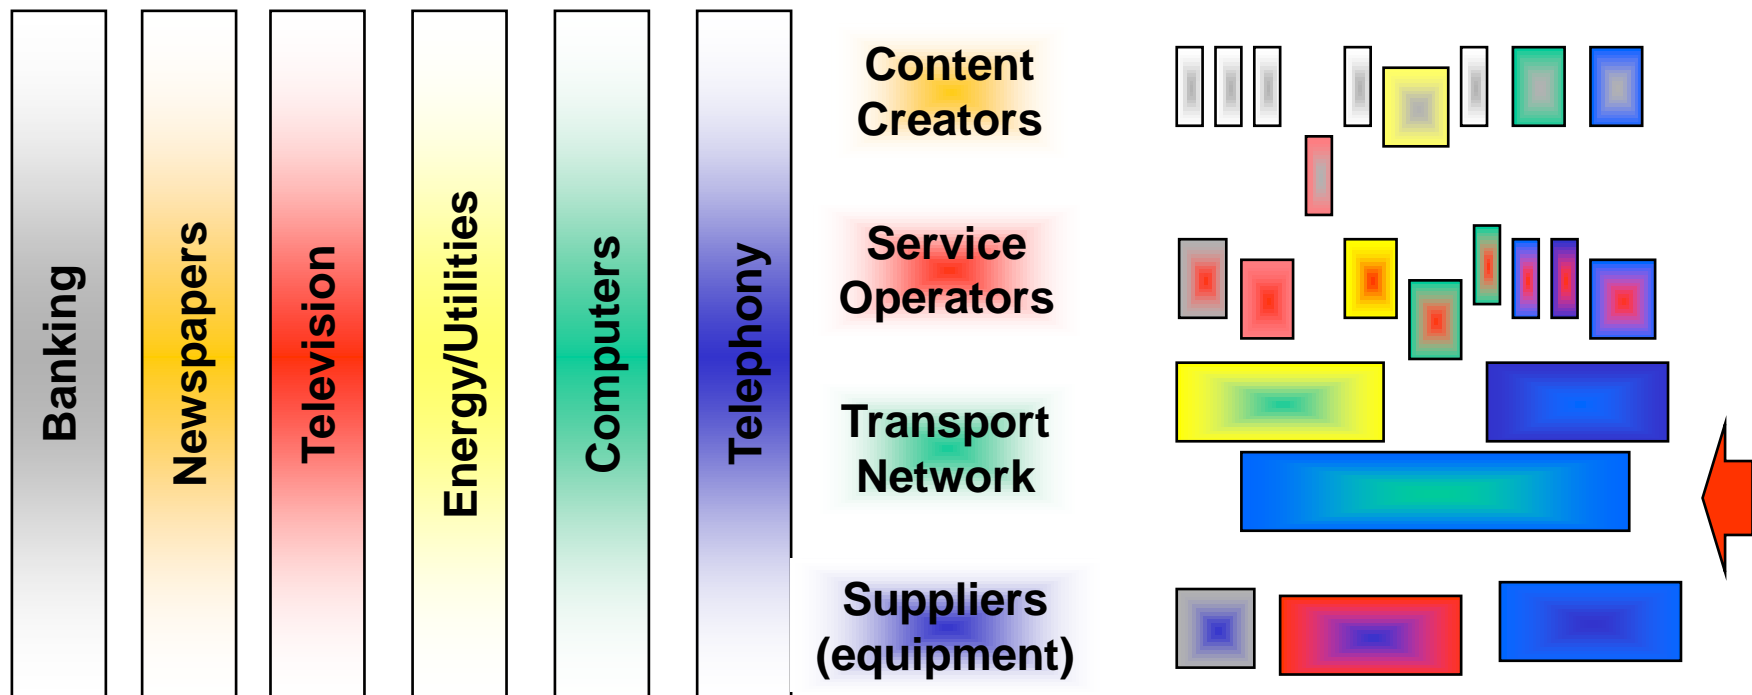 Banking
Newspapers
Television
Energy/Utilities
Computers
Telephony
Content
Creators
Service
Operators
Transport
Network
Suppliers
(equipment)